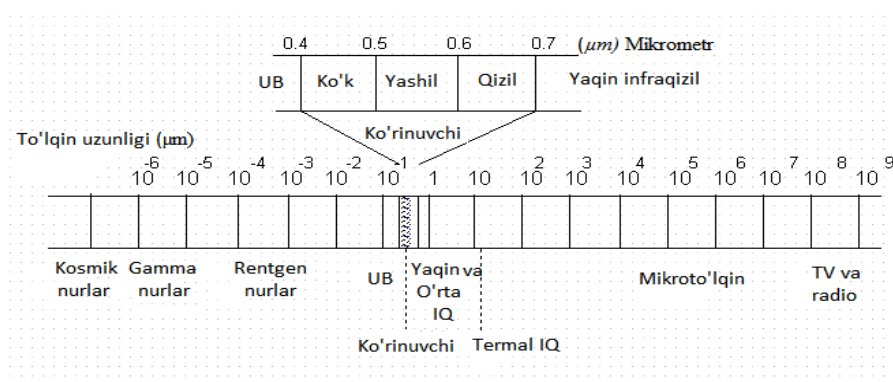 0.4 0.5 0.6 0.7 (µm) Mikrometr
UB Ko'k Yashil Qizil Yaqin infraqizil
Ko'rinuvchi
To'lqin uzunligi (µm)
10⁻⁶ 10⁻⁵ 10⁻⁴ 10⁻³ 10⁻² 10⁻¹ 1 10 10² 10³ 10⁴ 10⁵ 10⁶ 10⁷ 10⁸ 10⁹
Kosmik nurlar
Gamma nurlar
Rentgen nurlar
UB
Yaqin va
O'rta
IQ
Mikroto'lqin
TV va
radio
Ko'rinuvchi
Termal IQ